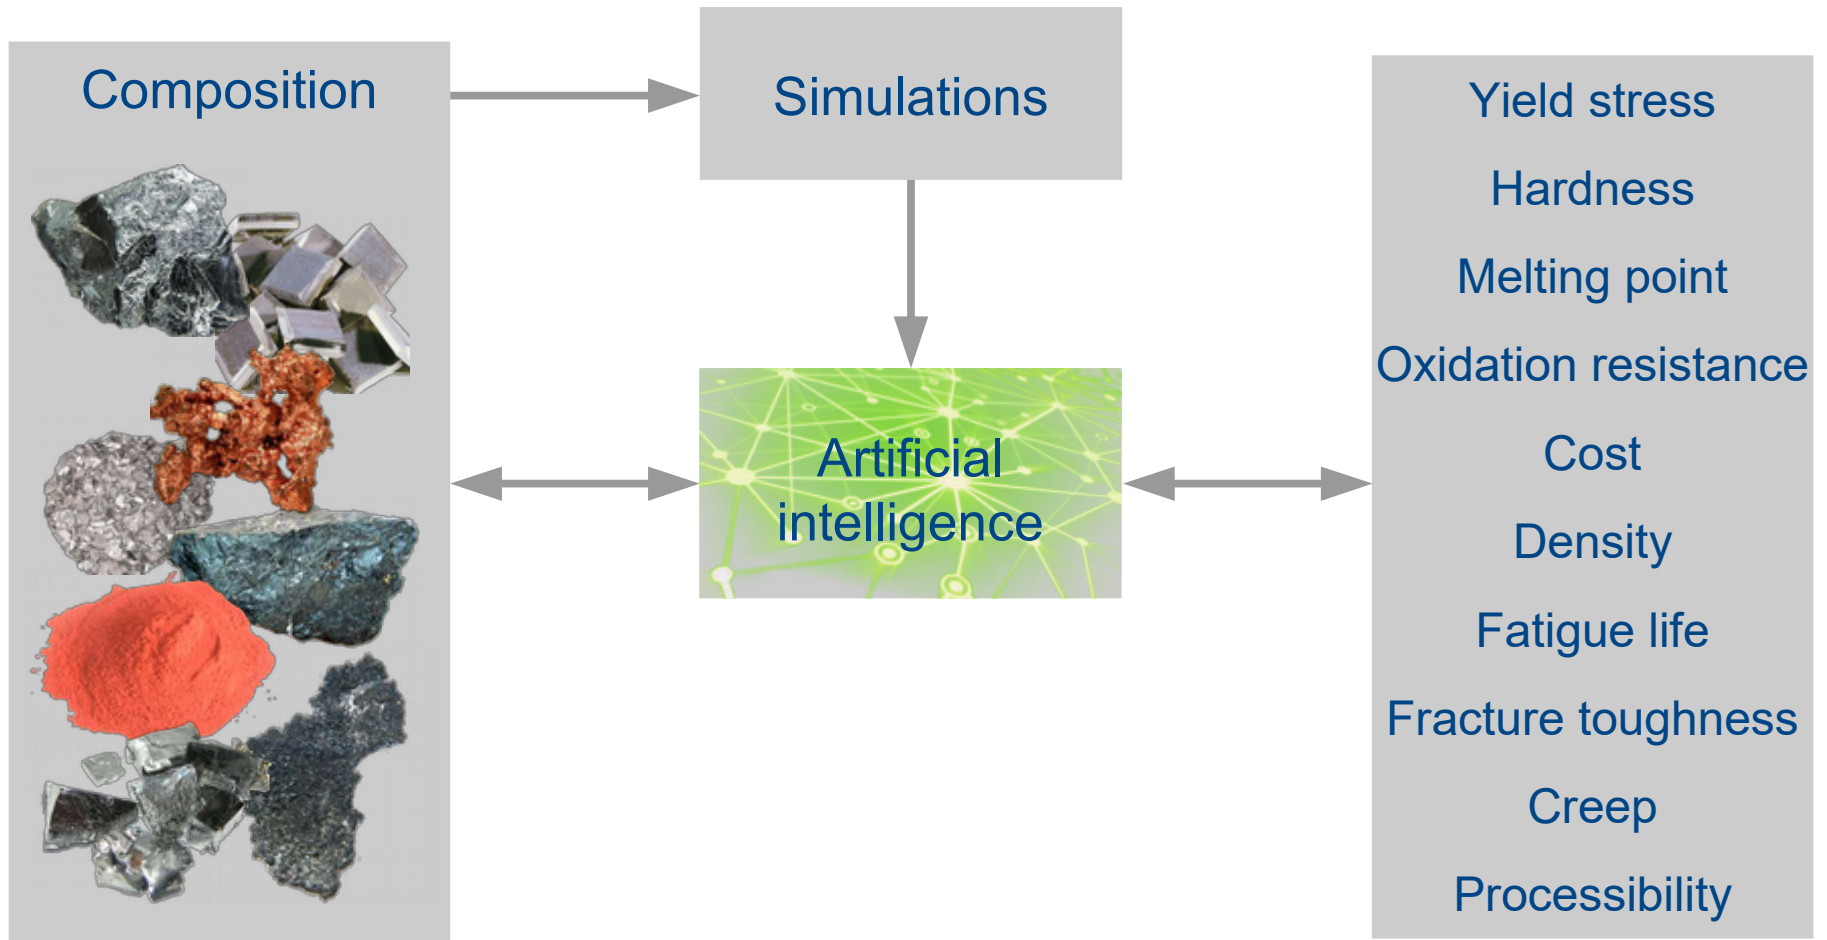 Composition
Simulations
Artificial
intelligence
Yield stress
Hardness
Melting point
Oxidation resistance
Cost
Density
Fatigue life
Fracture toughness
Creep
Processibility